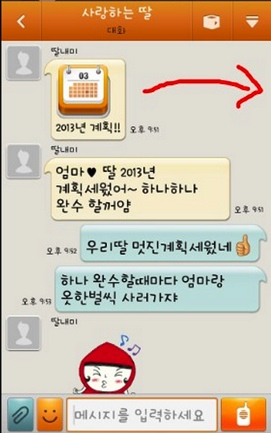 사랑하는 딸
대화
딸내미
03
2013년 계획!!
오후 9:51
딸내미
엄마♥ 딸 2013년
계획세웠어~ 하나하나
완수 할꺼얌
오후 9:51
오후 9:52
우리딸 멋진계획세웠네👍
하나 완수할때마다 엄마랑
옷한벌씩 사러가쟈
오후 9:53
딸내미
메시지를 입력하세요